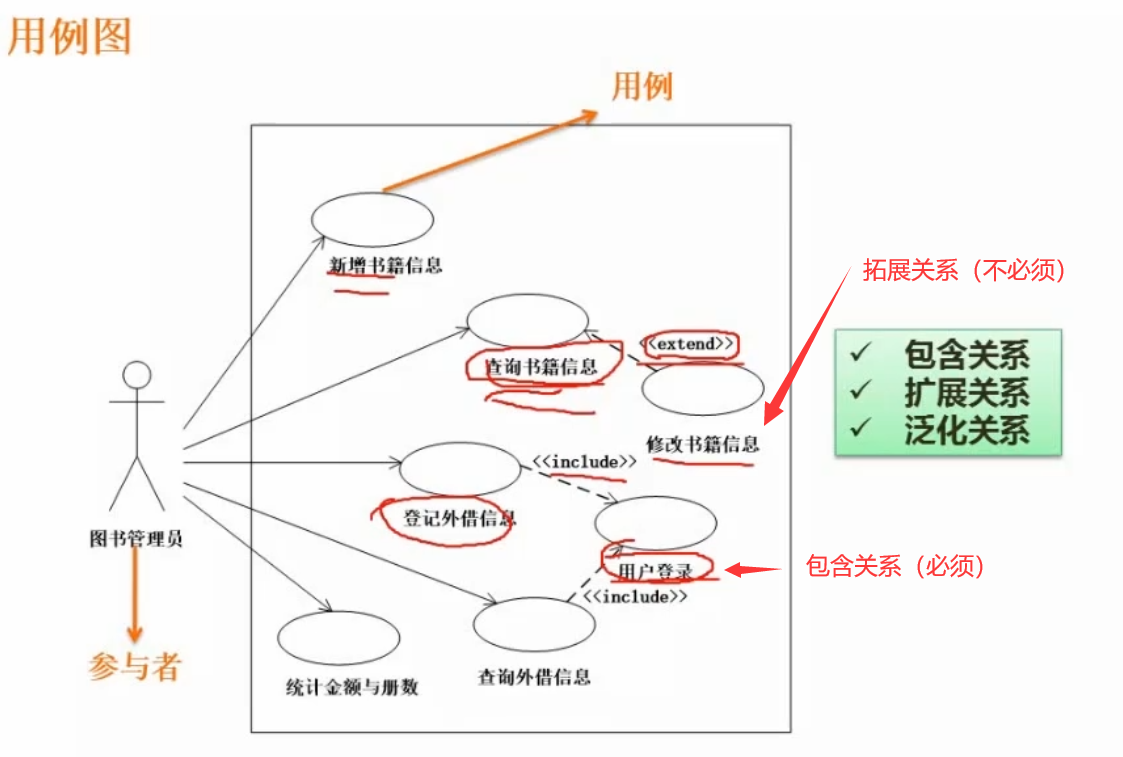 用例图
用例
新增书籍信息
拓展关系（不必须）
<<extend>>
查询书籍信息
✓ 包含关系
✓ 扩展关系
✓ 泛化关系
修改书籍信息
<<include>>
登记外借信息
图书管理员
用户登录
包含关系（必须）
<<include>>
参与者
统计金额与册数
查询外借信息